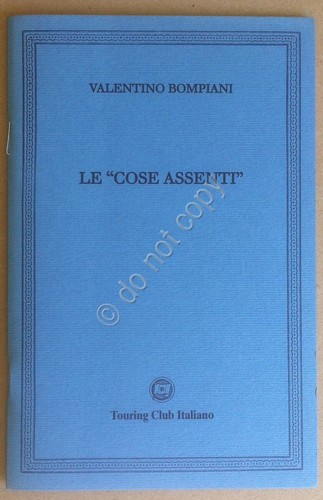 VALENTINO BOMPIANI
LE “COSE ASSENTI”
© do not copy
Touring Club Italiano